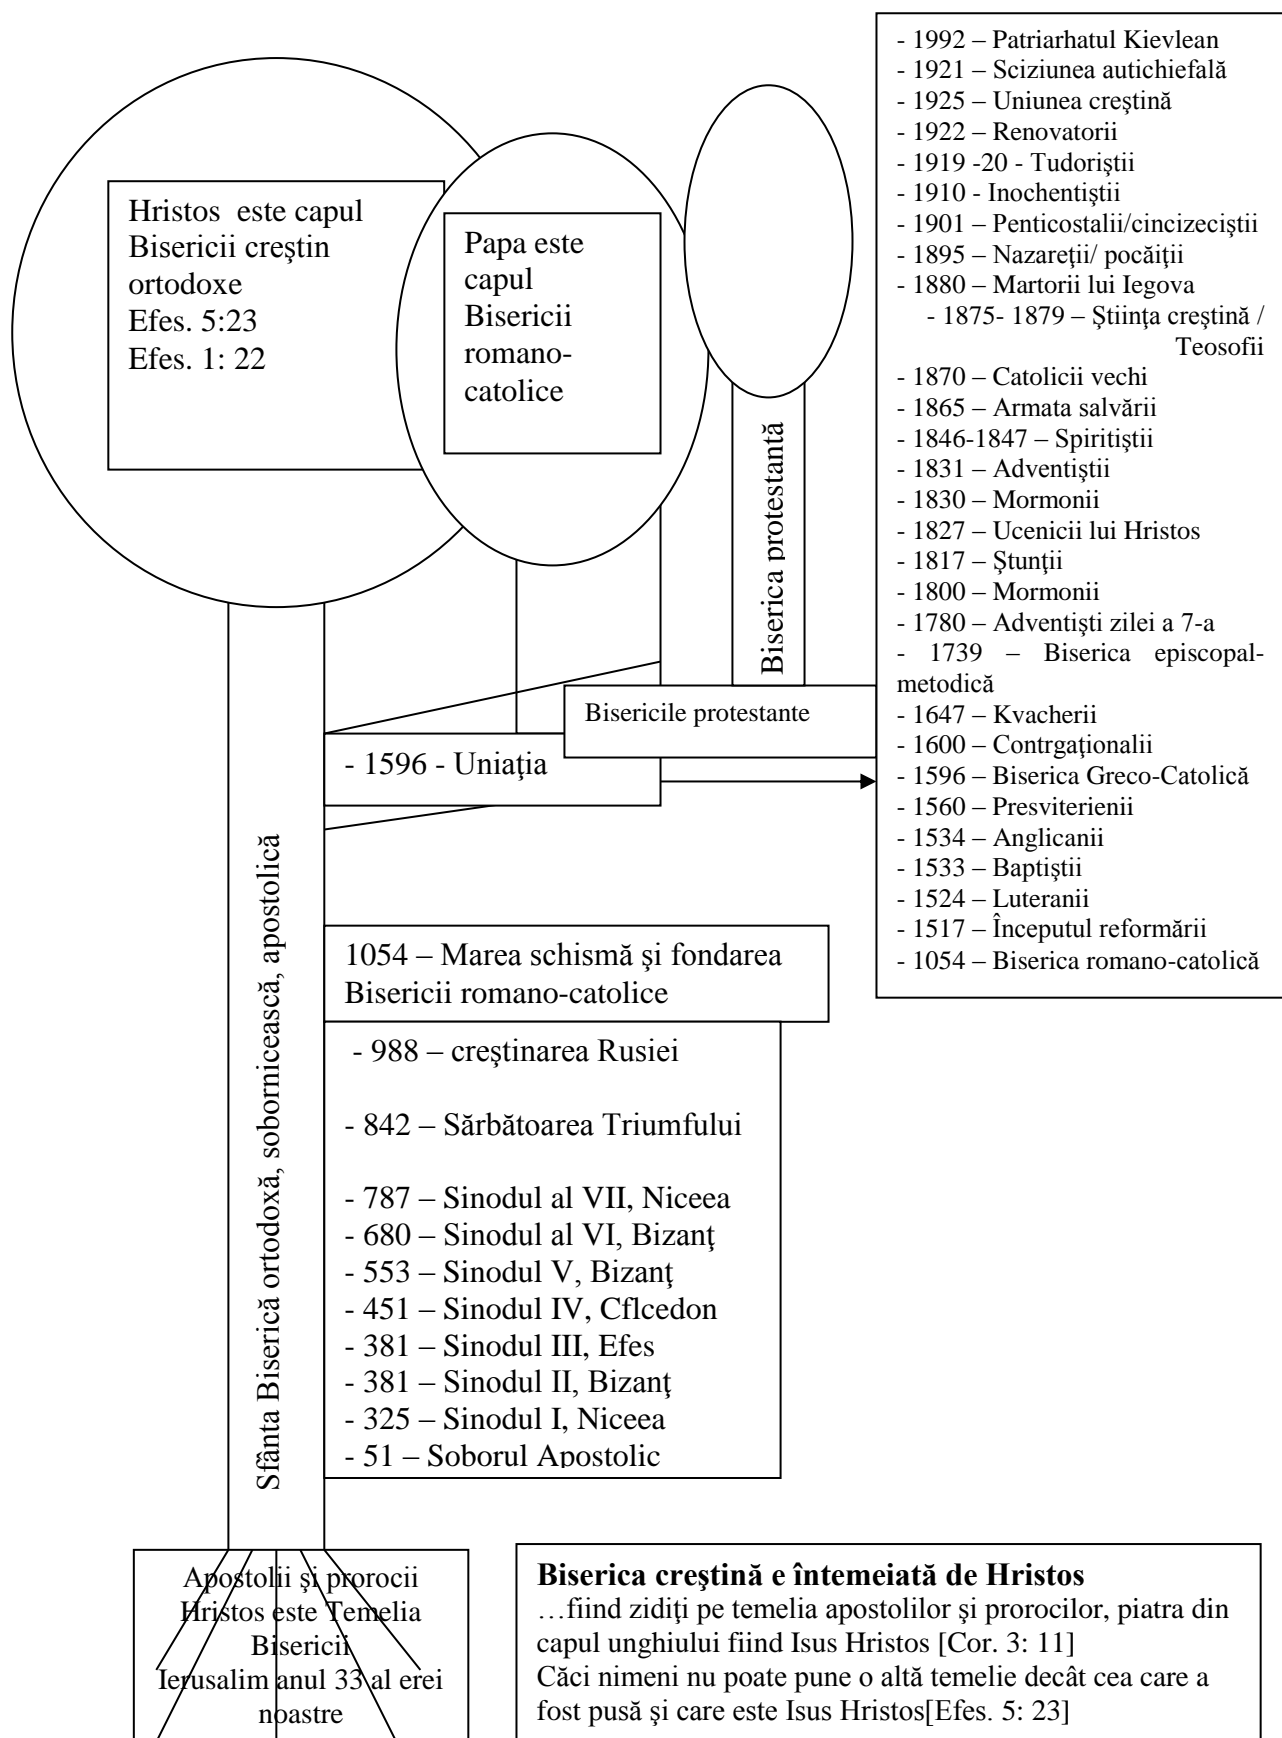 Hristos este capul
Bisericii creştin
ortodoxe
Efes. 5:23
Efes. 1: 22
Papa este
capul
Bisericii
romano-
catolice
Biserica protestantă
- 1992 – Patriarhatul Kievlean
- 1921 – Sciziunea autichiefală
- 1925 – Uniunea creştină
- 1922 – Renovatorii
- 1919 -20 - Tudoriştii
- 1910 - Inochentiştii
- 1901 – Penticostalii/cincizeciştii
- 1895 – Nazareţii/ pocăiţii
- 1880 – Martorii lui Iegova
- 1875- 1879 – Ştiinţa creştină /
Teosofii
- 1870 – Catolicii vechi
- 1865 – Armata salvării
- 1846-1847 – Spiritiştii
- 1831 – Adventiştii
- 1830 – Mormonii
- 1827 – Ucenicii lui Hristos
- 1817 – Ştunţii
- 1800 – Mormonii
- 1780 – Adventişti zilei a 7-a
- 1739 – Biserica episcopal-
metodică
- 1647 – Kvacherii
- 1600 – Contrgaţionalii
- 1596 – Biserica Greco-Catolică
- 1560 – Presviterienii
- 1534 – Anglicanii
- 1533 – Baptiştii
- 1524 – Luteranii
- 1517 – Începutul reformării
- 1054 – Biserica romano-catolică
Bisericile protestante
- 1596 - Uniaţia
Sfânta Biserică ortodoxă, sobornicească, apostolică
1054 – Marea schismă şi fondarea
Bisericii romano-catolice
- 988 – creştinarea Rusiei
- 842 – Sărbătoarea Triumfului
- 787 – Sinodul al VII, Niceea
- 680 – Sinodul al VI, Bizanţ
- 553 – Sinodul V, Bizanţ
- 451 – Sinodul IV, Cflcedon
- 381 – Sinodul III, Efes
- 381 – Sinodul II, Bizanţ
- 325 – Sinodul I, Niceea
- 51 – Soborul Apostolic
Apostolii şi prorocii
Hristos este Temelia
Bisericii
Ierusalim anul 33 al erei
noastre
Biserica creştină e întemeiată de Hristos
…fiind zidiţi pe temelia apostolilor şi prorocilor, piatra din
capul unghiului fiind Isus Hristos [Cor. 3: 11]
Căci nimeni nu poate pune o altă temelie decât cea care a
fost pusă şi care este Isus Hristos[Efes. 5: 23]